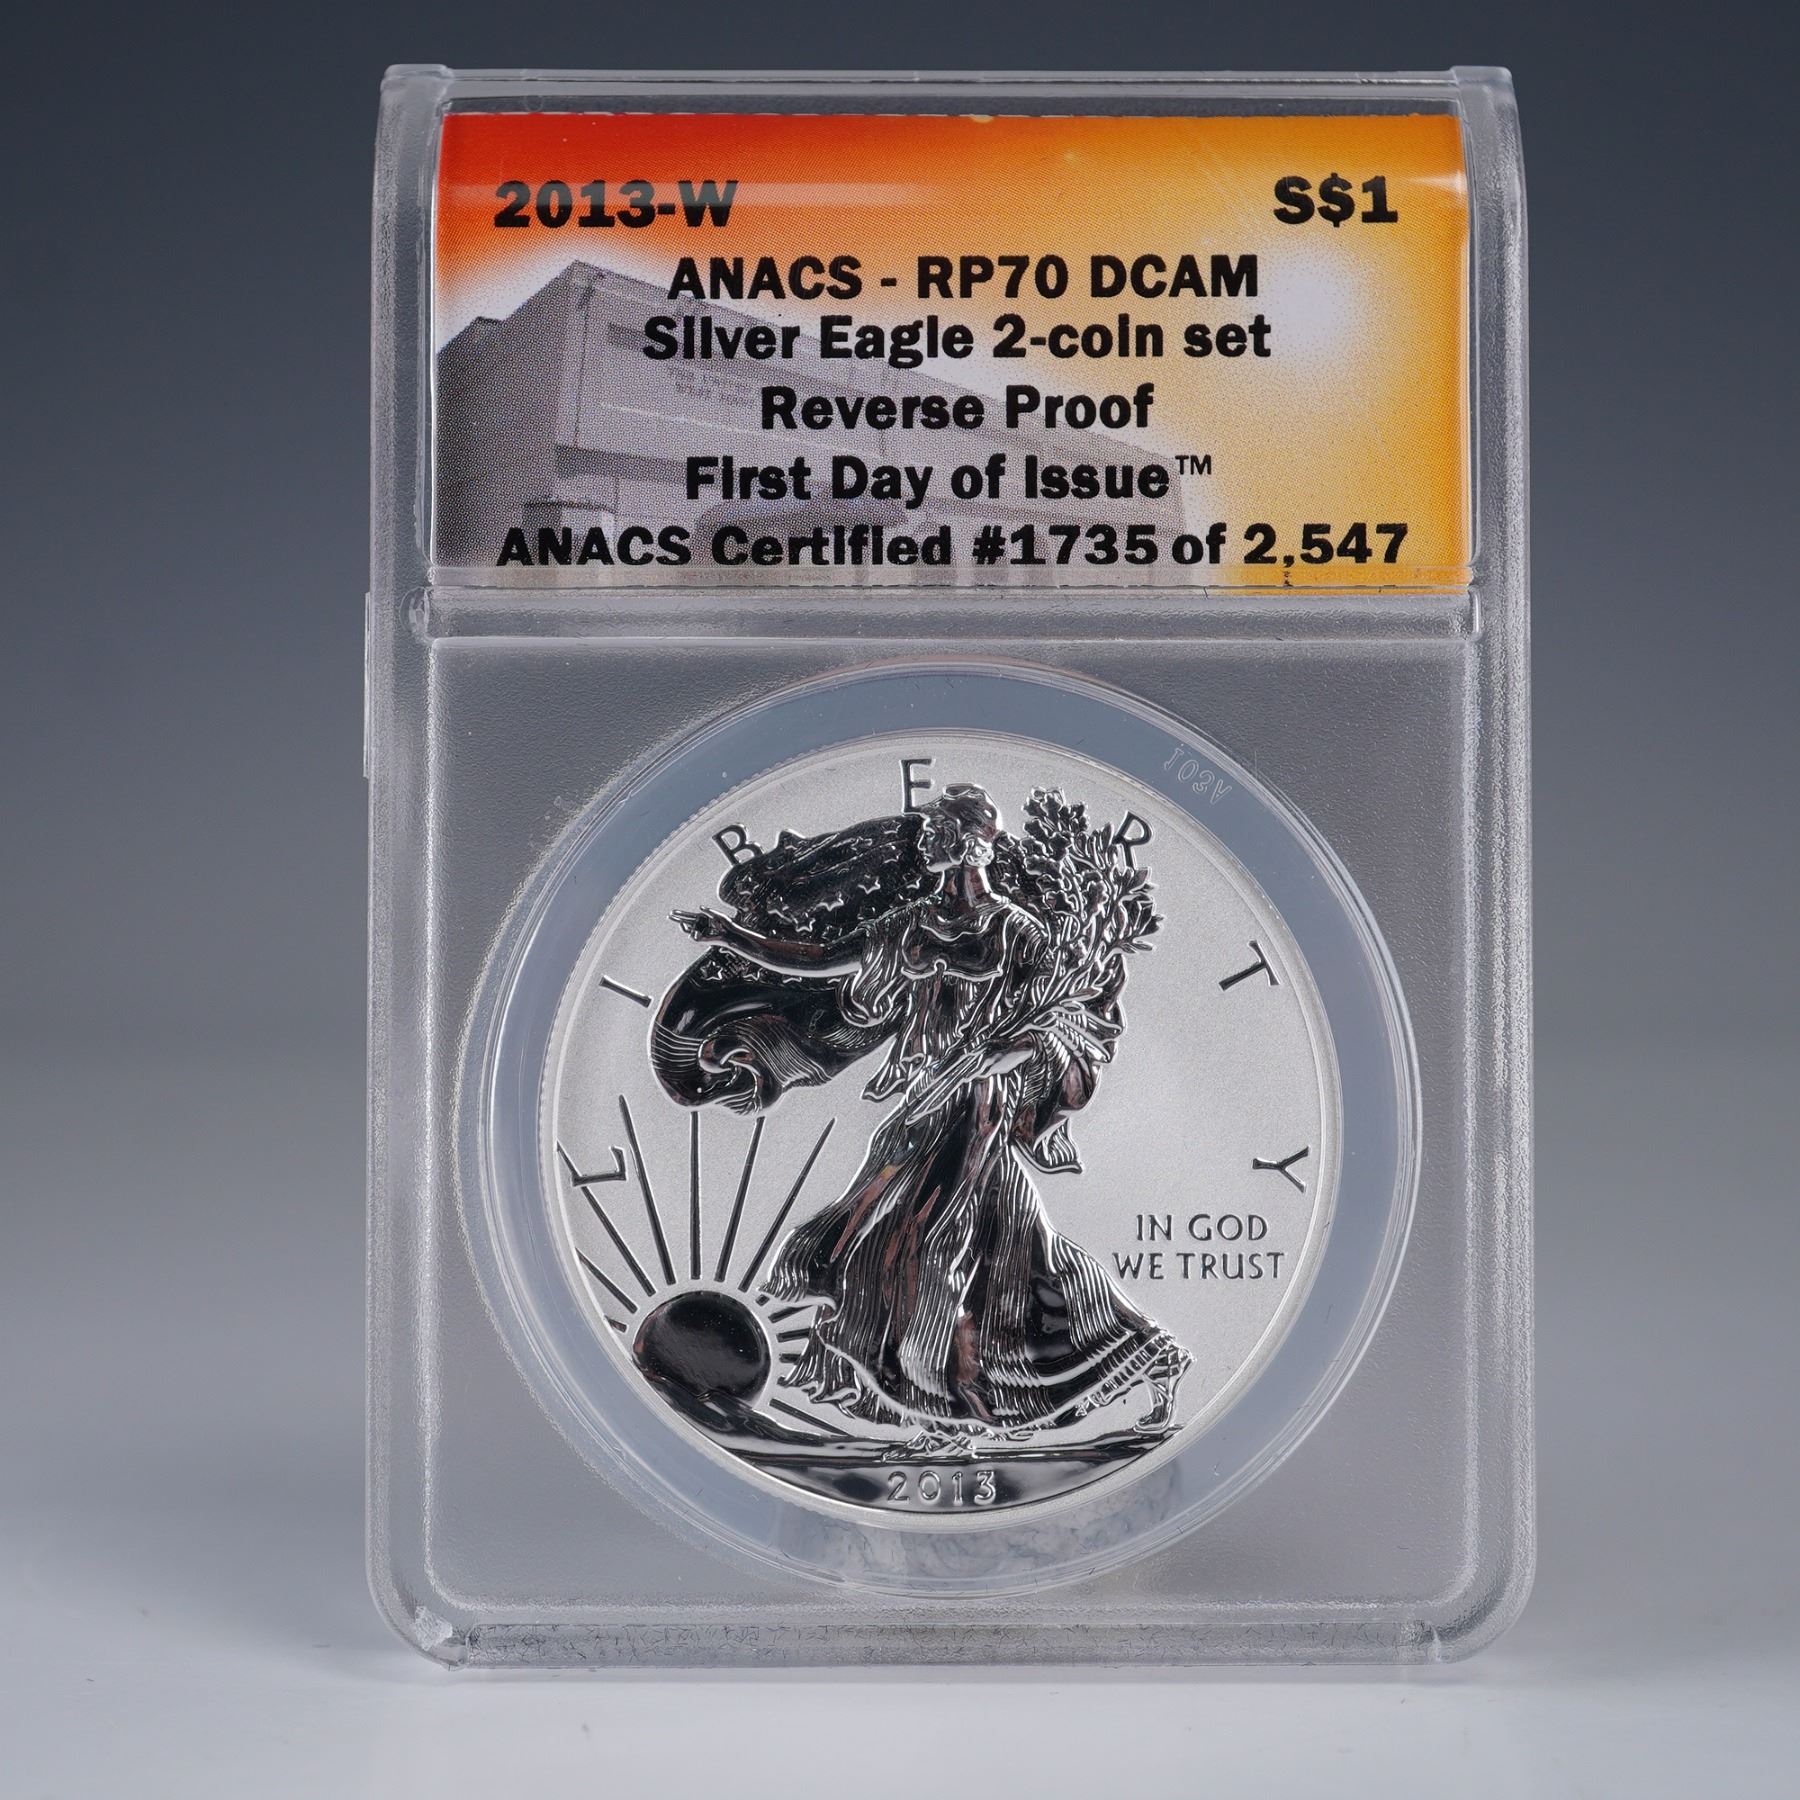 2013-W S$1
ANACS - RP70 DCAM
Silver Eagle 2-coin set
Reverse Proof
First Day of Issue™
ANACS Certified #1735 of 2,547
LIBERTY
IN GOD
WE TRUST
2013